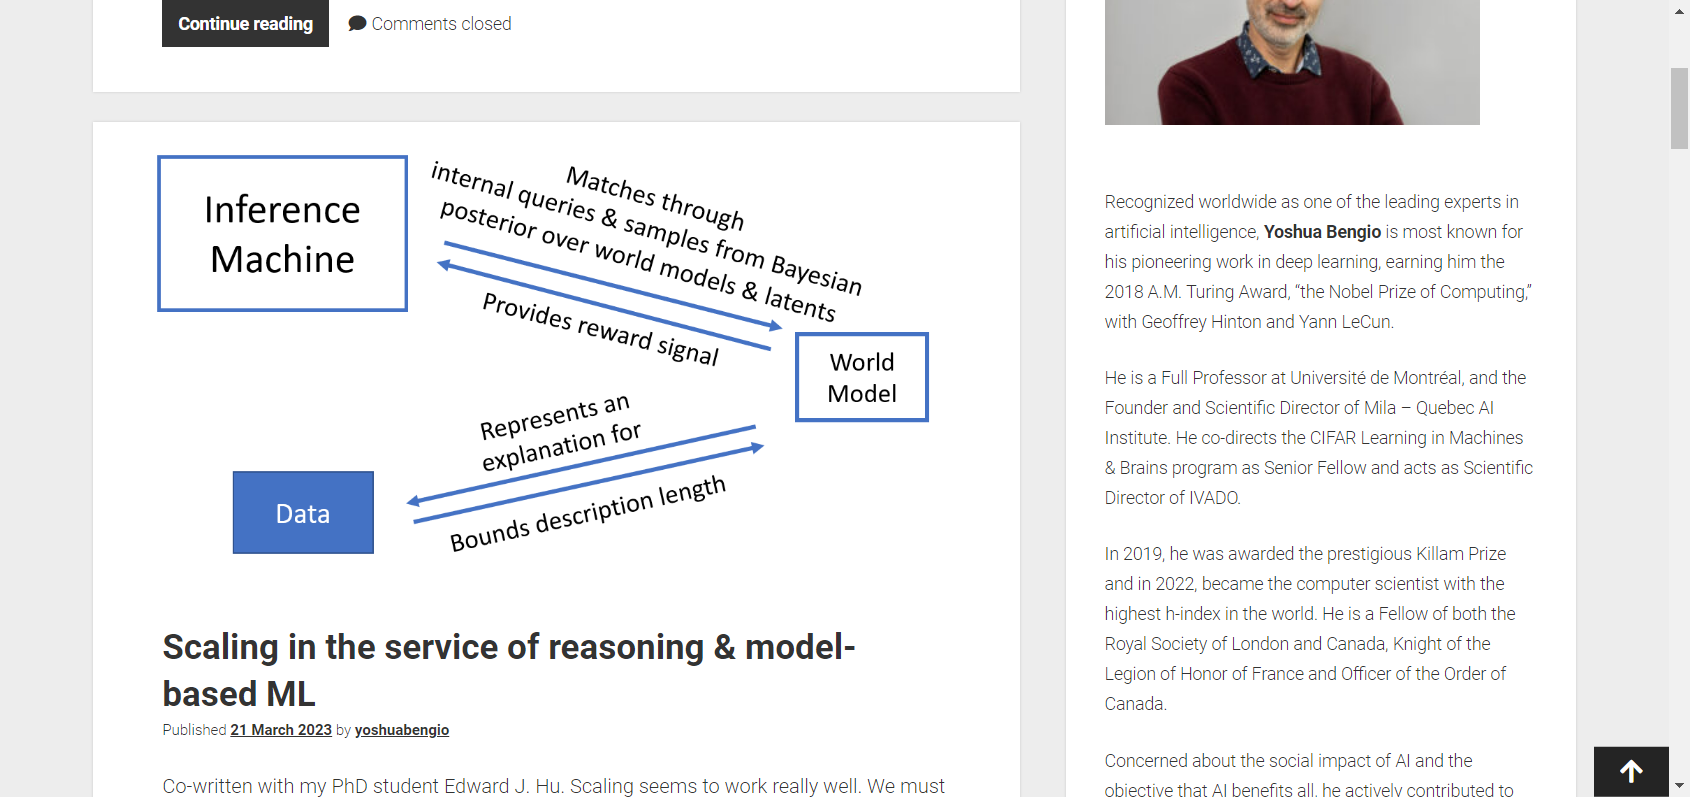 Continue reading
Comments closed
Inference
Machine
Matches through
internal queries & samples from Bayesian
posterior over world models & latents
Provides reward signal
World
Model
Represents an
explanation for
Data
Bounds description length
Scaling in the service of reasoning & model-
based ML
Published 21 March 2023 by yoshuabengio
Co-written with my PhD student Edward J. Hu. Scaling seems to work really well. We must
Recognized worldwide as one of the leading experts in
artificial intelligence, Yoshua Bengio is most known for
his pioneering work in deep learning, earning him the
2018 A.M. Turing Award, “the Nobel Prize of Computing,”
with Geoffrey Hinton and Yann LeCun.
He is a Full Professor at Université de Montréal, and the
Founder and Scientific Director of Mila – Quebec AI
Institute. He co-directs the CIFAR Learning in Machines
& Brains program as Senior Fellow and acts as Scientific
Director of IVADO.
In 2019, he was awarded the prestigious Killam Prize
and in 2022, became the computer scientist with the
highest h-index in the world. He is a Fellow of both the
Royal Society of London and Canada, Knight of the
Legion of Honor of France and Officer of the Order of
Canada.
Concerned about the social impact of AI and the
objective that AI benefits all, he actively contributed to